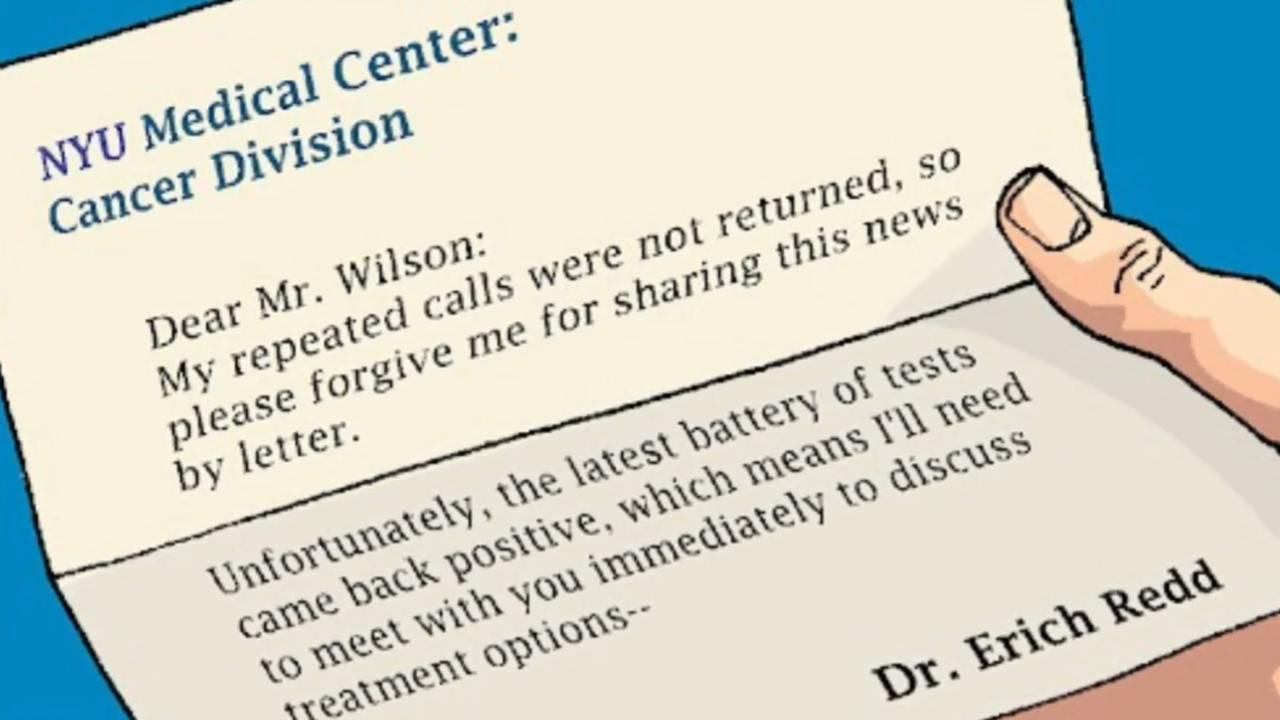 NYU Medical Center:
Cancer Division
Dear Mr. Wilson:
My repeated calls were not returned, so
please forgive me for sharing this news
by letter.
Unfortunately, the latest battery of tests
came back positive, which means I'll need
to meet with you immediately to discuss
treatment options--
Dr. Erich Redd